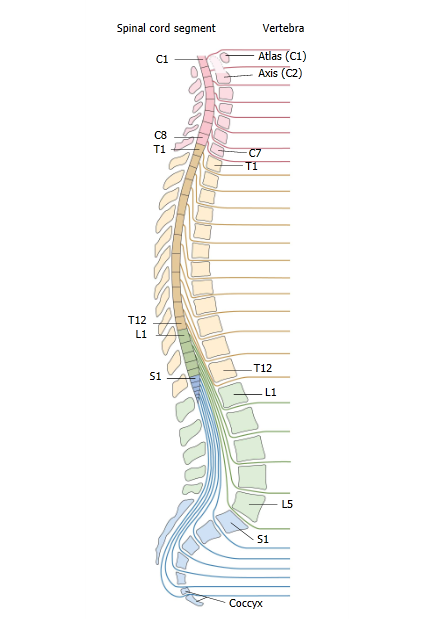 Spinal cord segment
Vertebra
C1
Atlas (C1)
Axis (C2)
C8
T1
C7
T1
T12
L1
S1
T12
L1
L5
S1
Coccyx